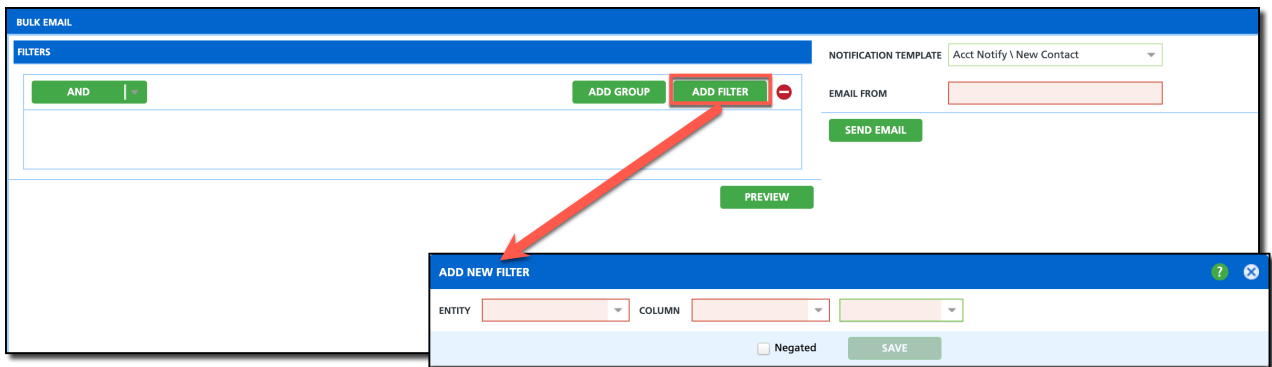 BULK EMAIL
FILTERS
AND
ADD GROUP
ADD FILTER
NOTIFICATION TEMPLATE Acct Notify \ New Contact
EMAIL FROM
SEND EMAIL
PREVIEW
ADD NEW FILTER
?
ENTITY
COLUMN
Negated
SAVE